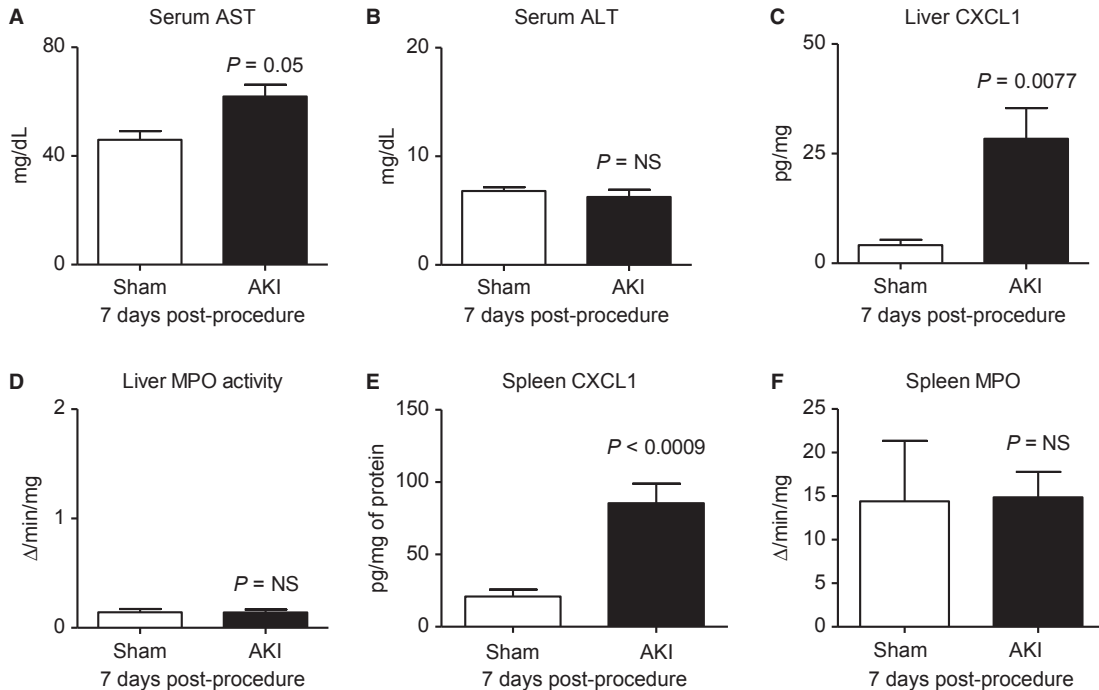 A Serum AST
80
40
0
mg/dL
P = 0.05
Sham AKI
7 days post-procedure
B Serum ALT
20
10
0
mg/dL
P = NS
Sham AKI
7 days post-procedure
C Liver CXCL1
50
25
0
pg/mg
P = 0.0077
Sham AKI
7 days post-procedure
D Liver MPO activity
2
1
0
Δ/min/mg
P = NS
Sham AKI
7 days post-procedure
E Spleen CXCL1
150
100
50
0
pg/mg of protein
P < 0.0009
Sham AKI
7 days post-procedure
F Spleen MPO
25
20
15
10
5
0
Δ/min/mg
P = NS
Sham AKI
7 days post-procedure